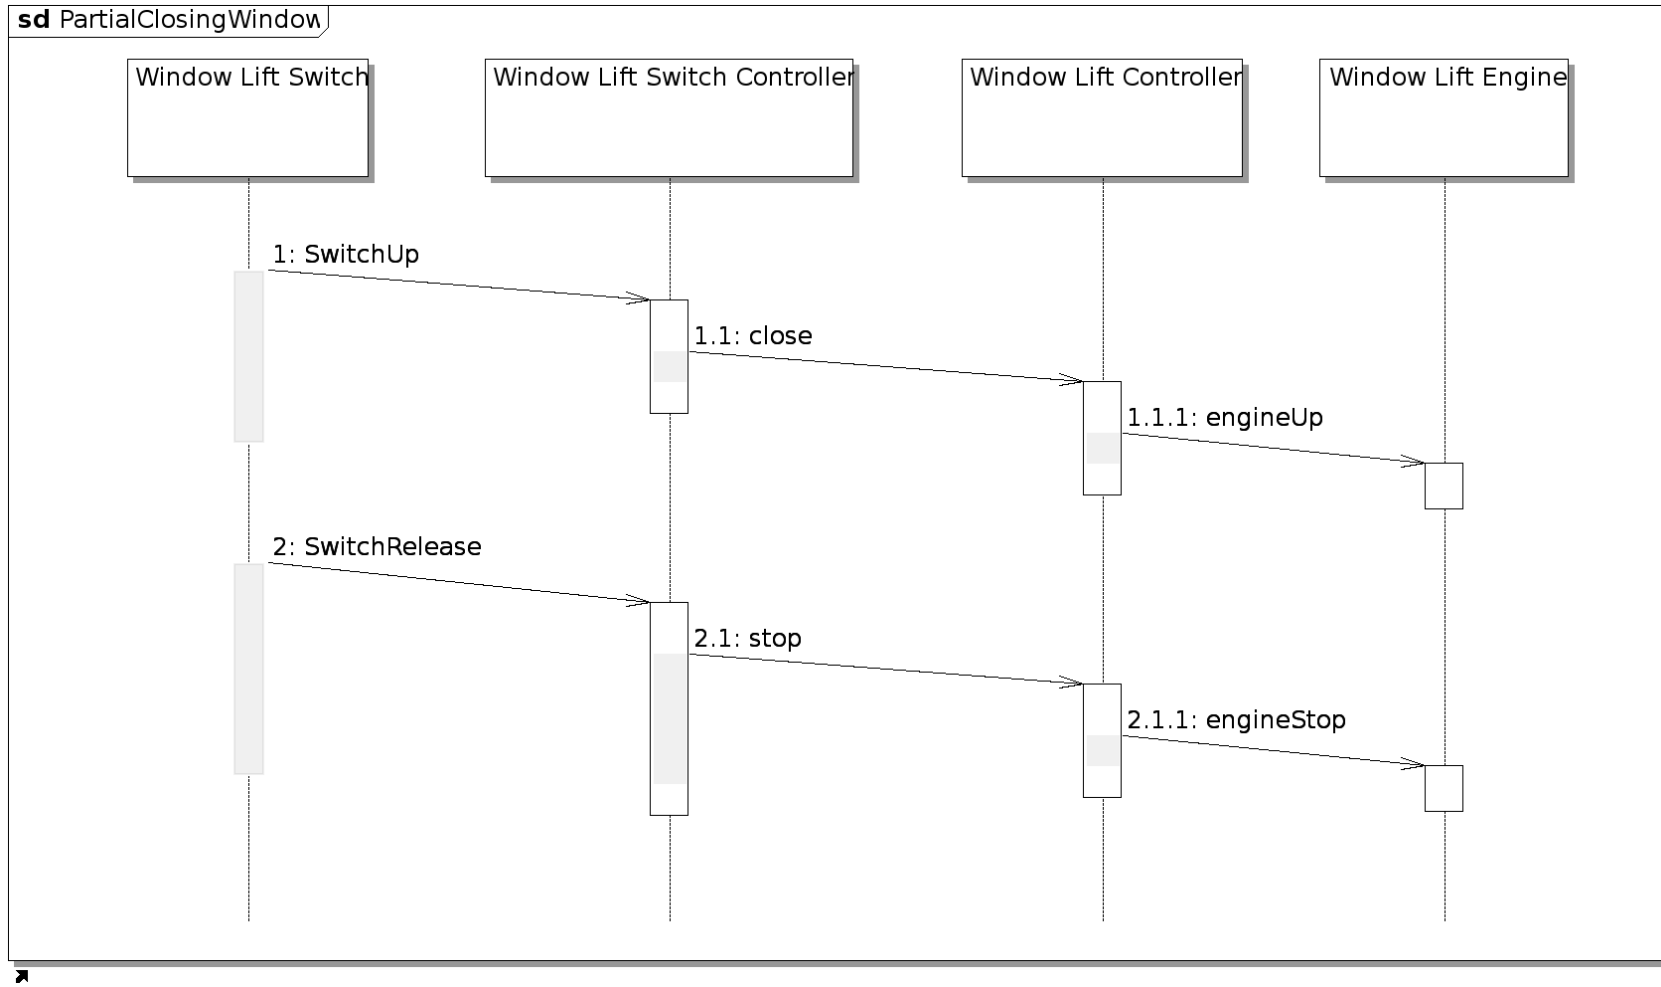 sd PartialClosingWindow
Window Lift Switch
Window Lift Switch Controller
Window Lift Controller
Window Lift Engine
1: SwitchUp
1.1: close
1.1.1: engineUp
2: SwitchRelease
2.1: stop
2.1.1: engineStop